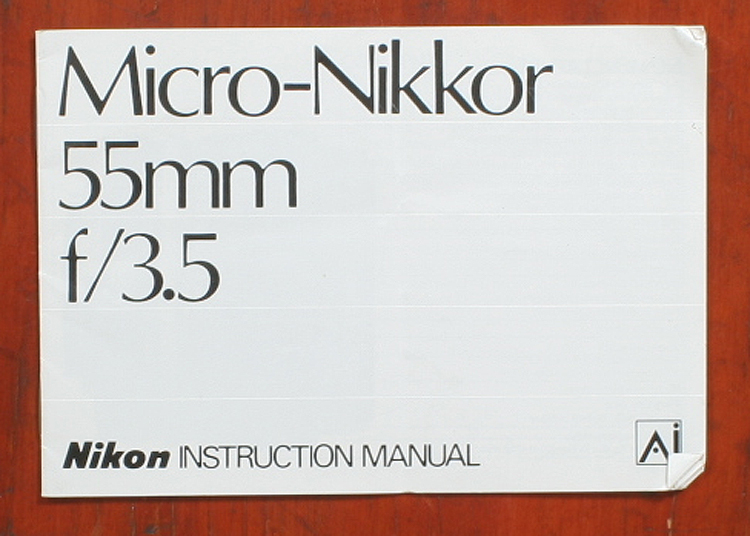 Micro-Nikkor
55mm
f/3.5
Nikon INSTRUCTION MANUAL
Ai